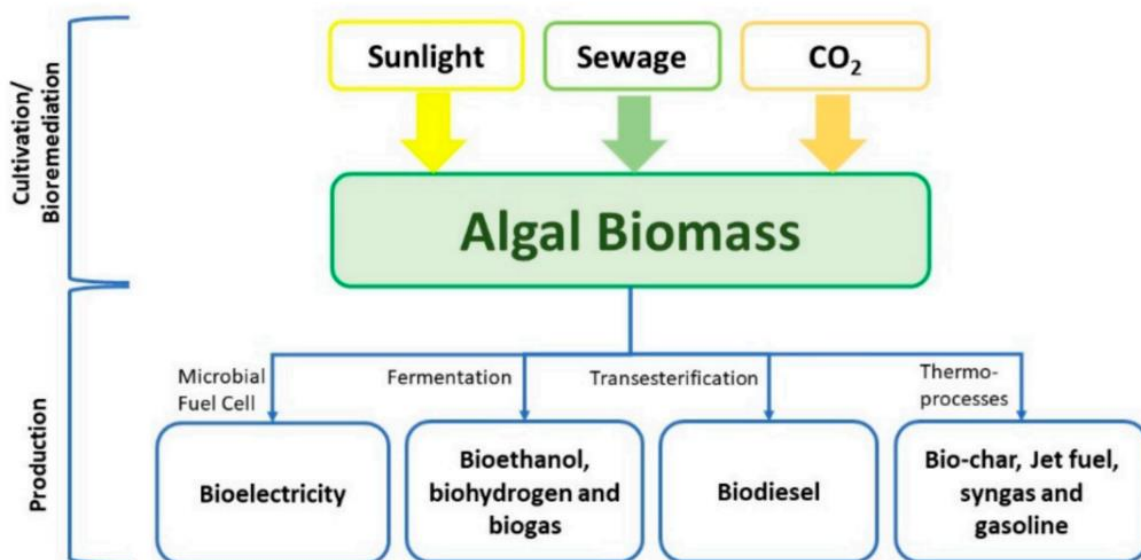 Cultivation/
Bioremediation
Sunlight
Sewage
CO₂
Algal Biomass
Production
Microbial
Fuel Cell
Fermentation
Transesterification
Thermo-
processes
Bioelectricity
Bioethanol,
biohydrogen and
biogas
Biodiesel
Bio-char, Jet fuel,
syngas and
gasoline